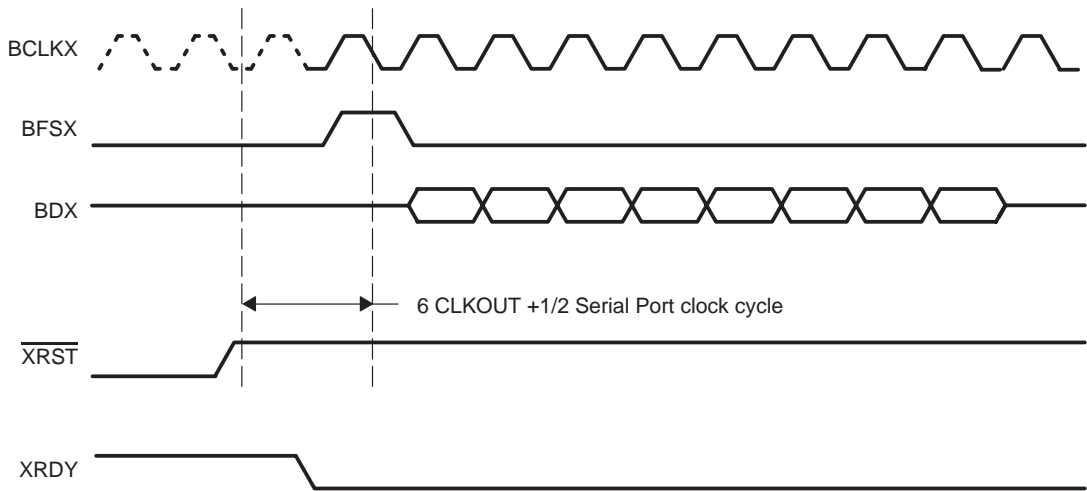 BCLKX
BFSX
BDX
6 CLKOUT +1/2 Serial Port clock cycle
XRST
XRDY